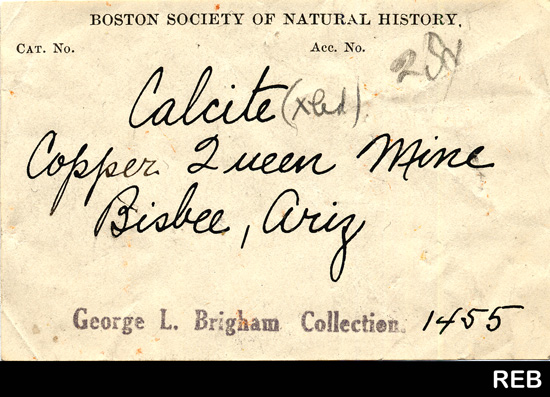 BOSTON SOCIETY OF NATURAL HISTORY.
CAT. No. Acc. No.
Calcite (xled)
Copper Queen Mine
Bisbee, Ariz
George L. Brigham Collection. 1455
REB